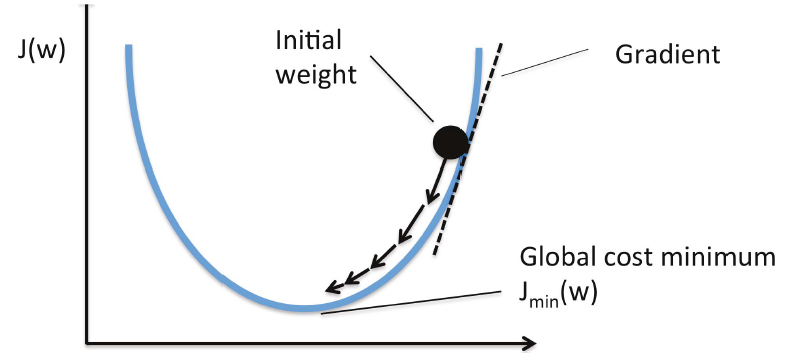 J(w)
Initial
weight
Gradient
Global cost minimum
Jmin(w)